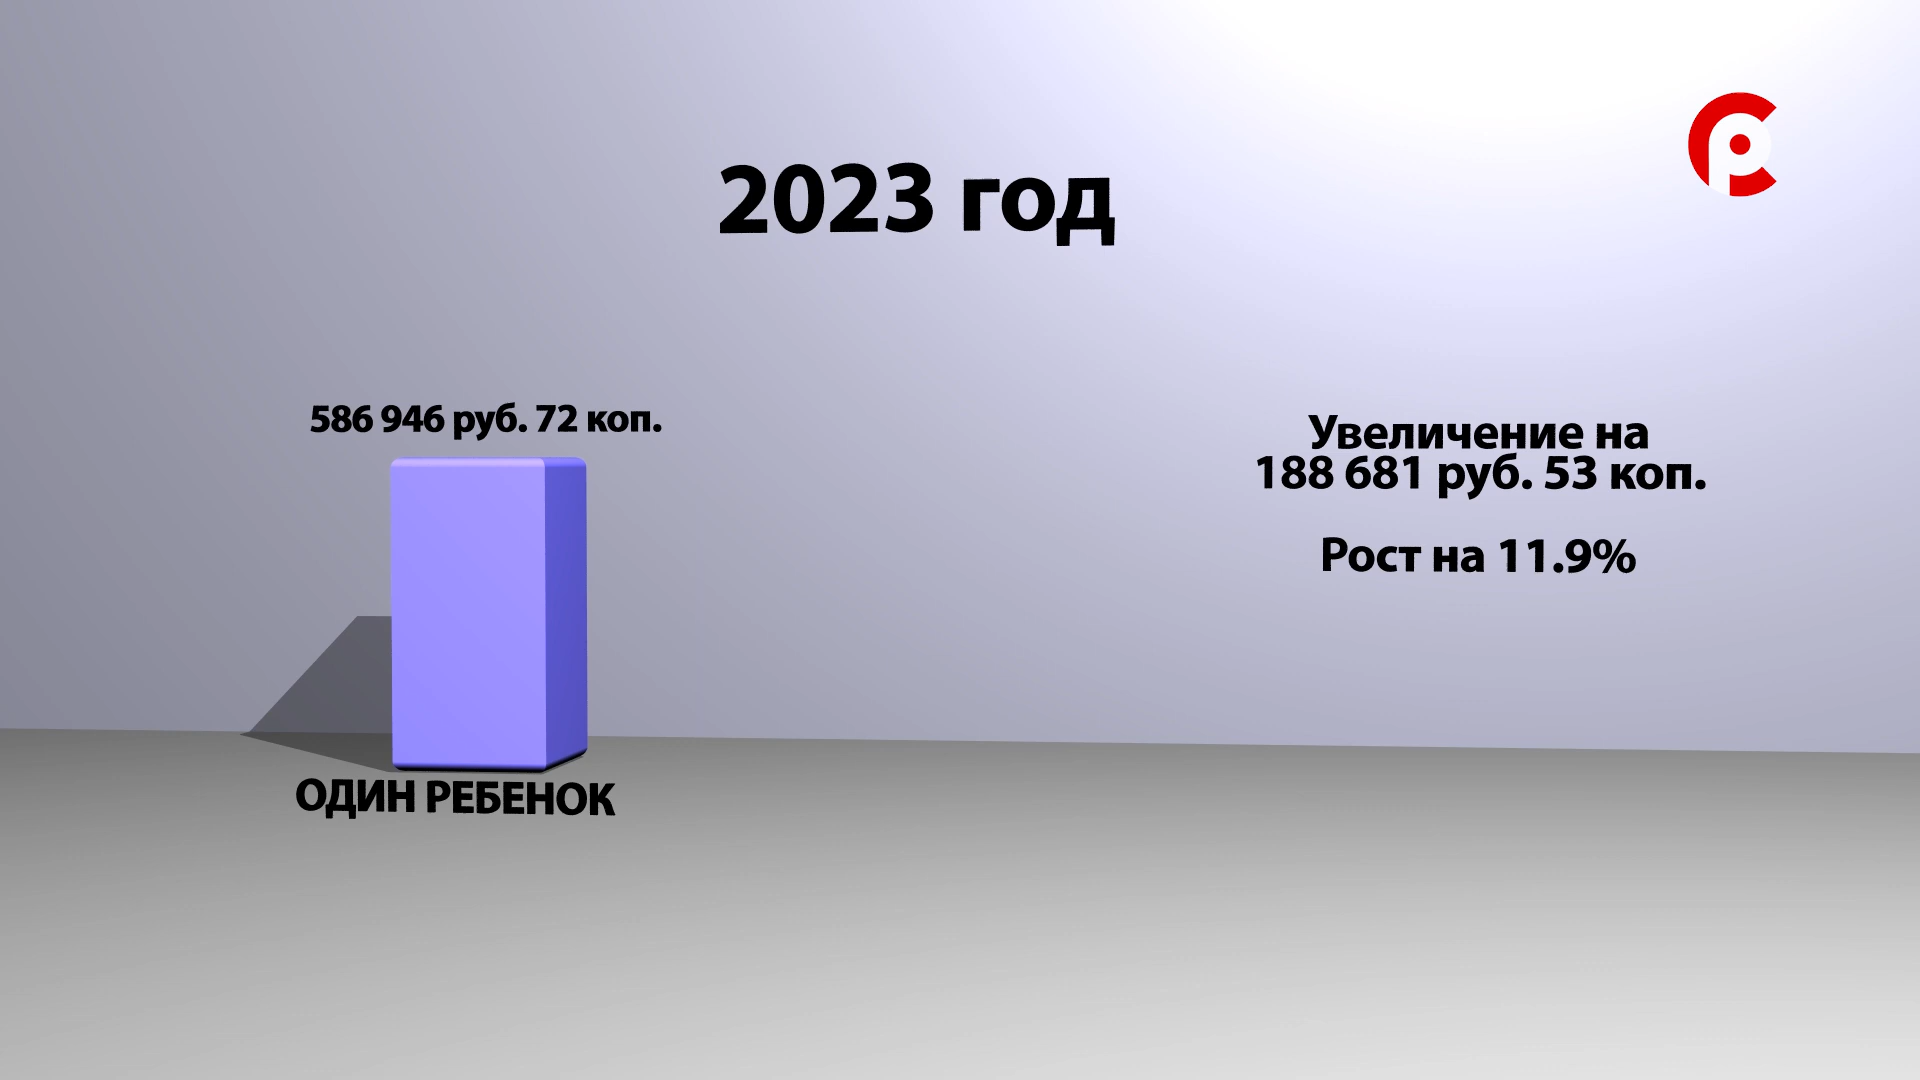 2023 год
586 946 руб. 72 коп.
Увеличение на
188 681 руб. 53 коп.
Рост на 11.9%
ОДИН РЕБЕНОК